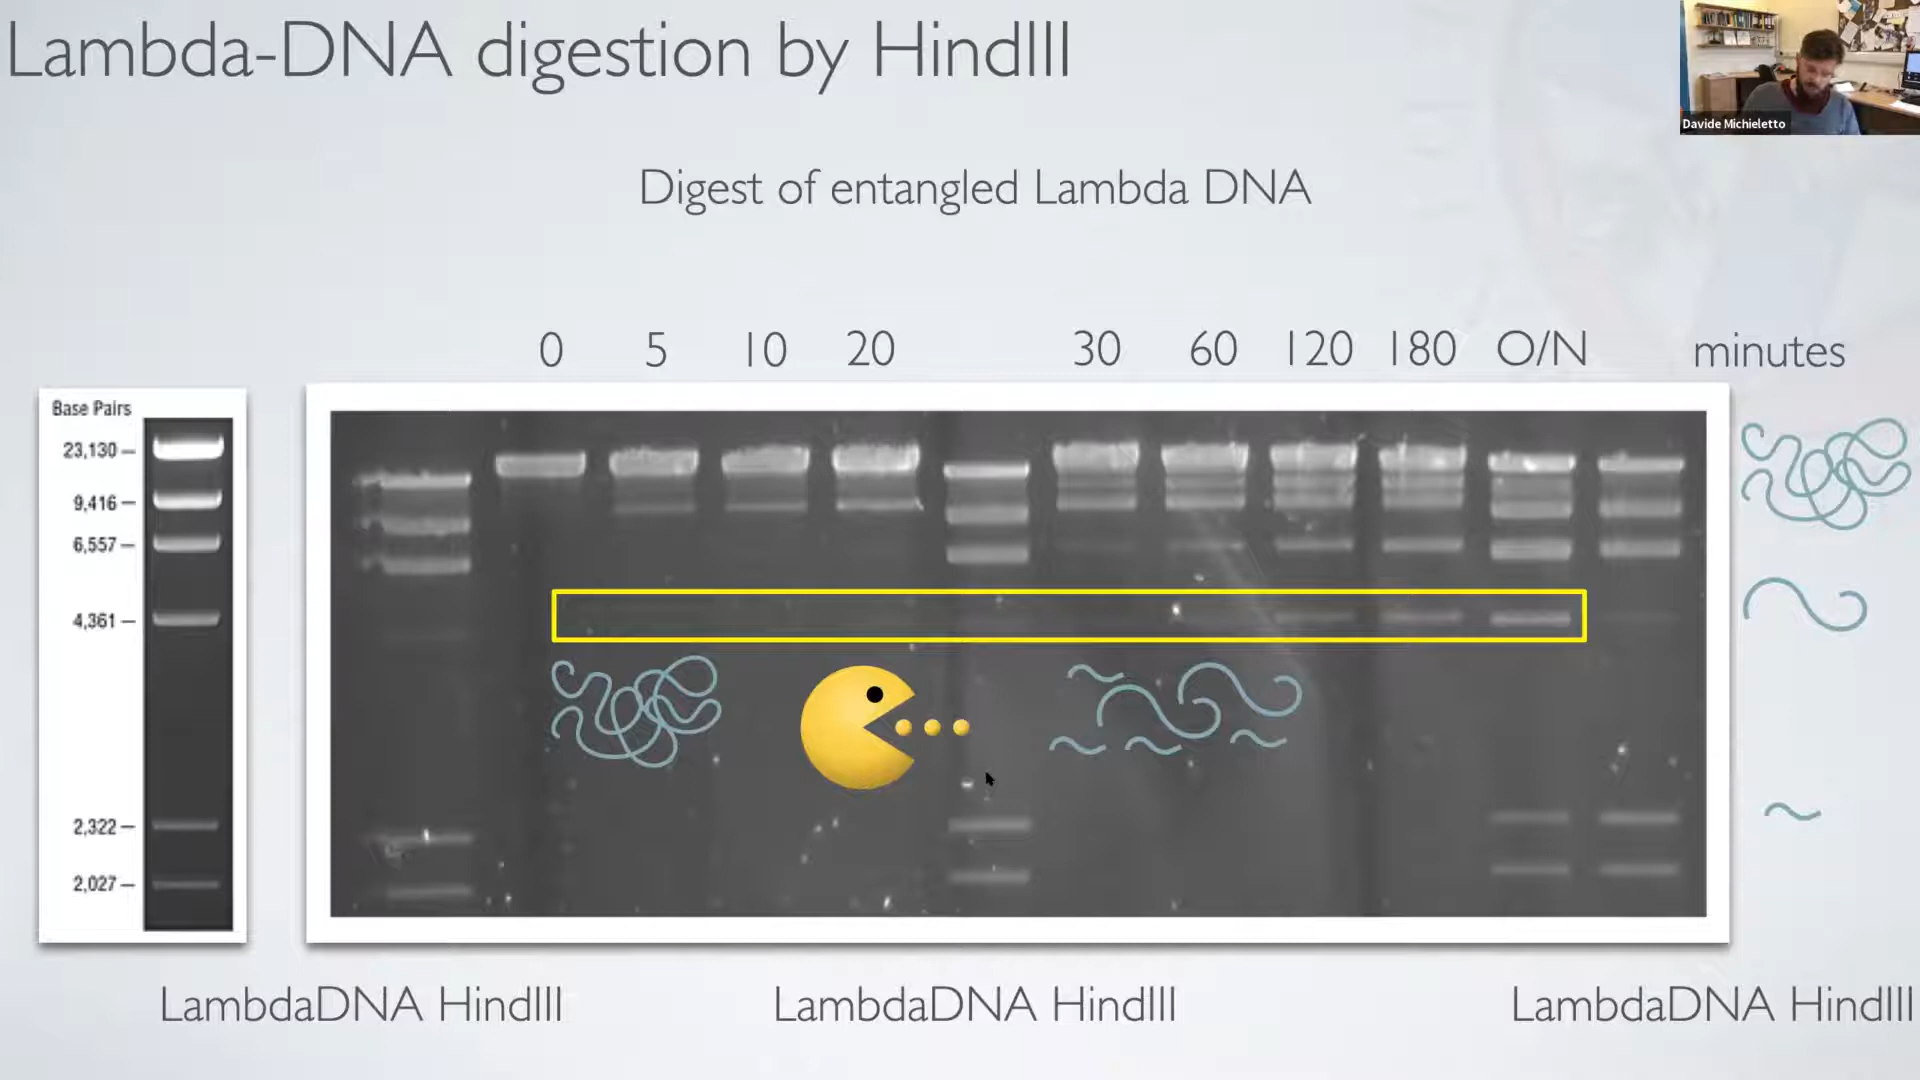 Lambda-DNA digestion by HindIII
Davide Michieletto
Digest of entangled Lambda DNA
0 5 10 20 30 60 120 180 O/N minutes
Base Pairs
23,130
9,416
6,557
4,361
2,322
2,027
LambdaDNA HindIII LambdaDNA HindIII LambdaDNA HindIII